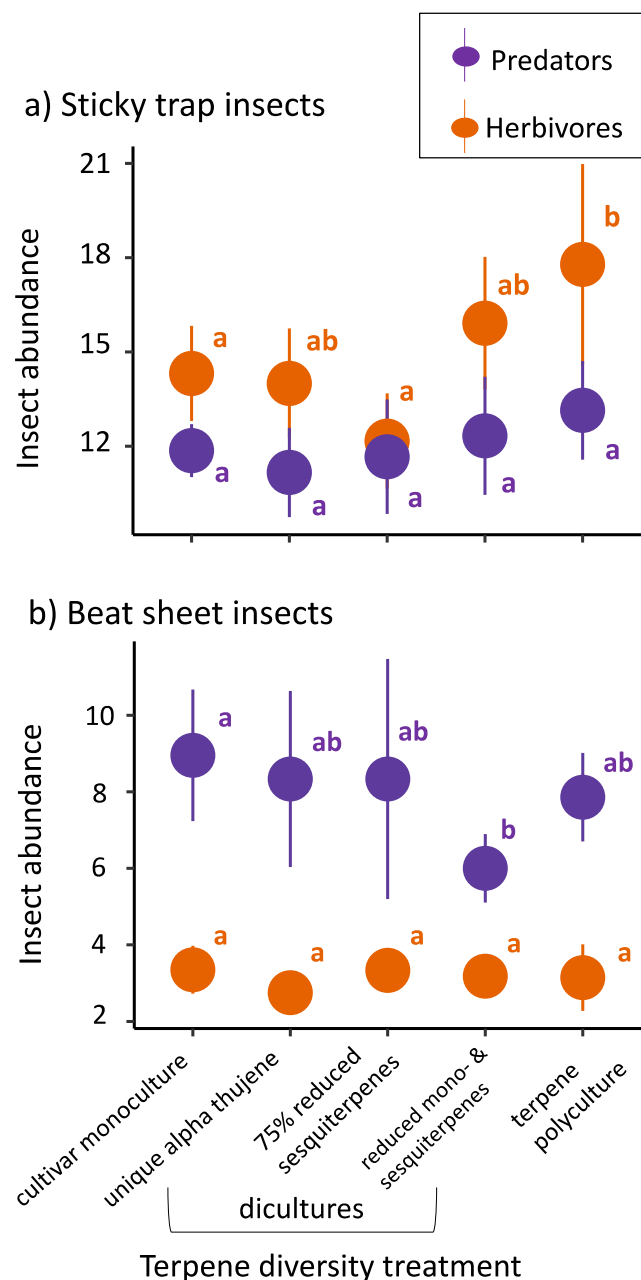 Predators
Herbivores
a) Sticky trap insects
Insect abundance
21
18
15
12
a
ab
a
ab
b
a
a
a
a
a
b) Beat sheet insects
Insect abundance
10
8
6
4
2
a
ab
ab
b
ab
a
a
a
a
a
cultivar monoculture
unique alpha thujene
75% reduced
sesquiterpenes
reduced mono- &
sesquiterpenes
terpene
polyculture
dicultures
Terpene diversity treatment